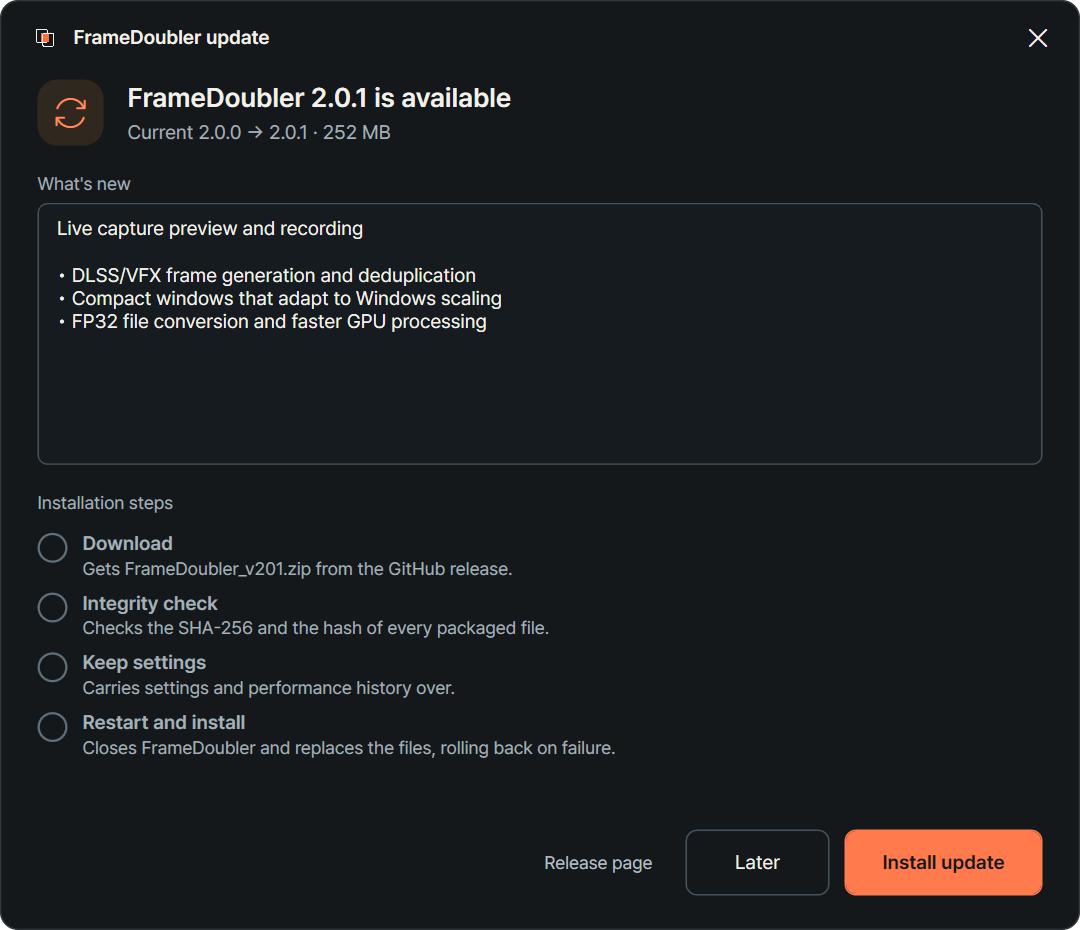 FrameDoubler update
FrameDoubler 2.0.1 is available
Current 2.0.0 → 2.0.1 · 252 MB
What's new
Live capture preview and recording
• DLSS/VFX frame generation and deduplication
• Compact windows that adapt to Windows scaling
• FP32 file conversion and faster GPU processing
Installation steps
Download
Gets FrameDoubler_v201.zip from the GitHub release.
Integrity check
Checks the SHA-256 and the hash of every packaged file.
Keep settings
Carries settings and performance history over.
Restart and install
Closes FrameDoubler and replaces the files, rolling back on failure.
Release page
Later
Install update